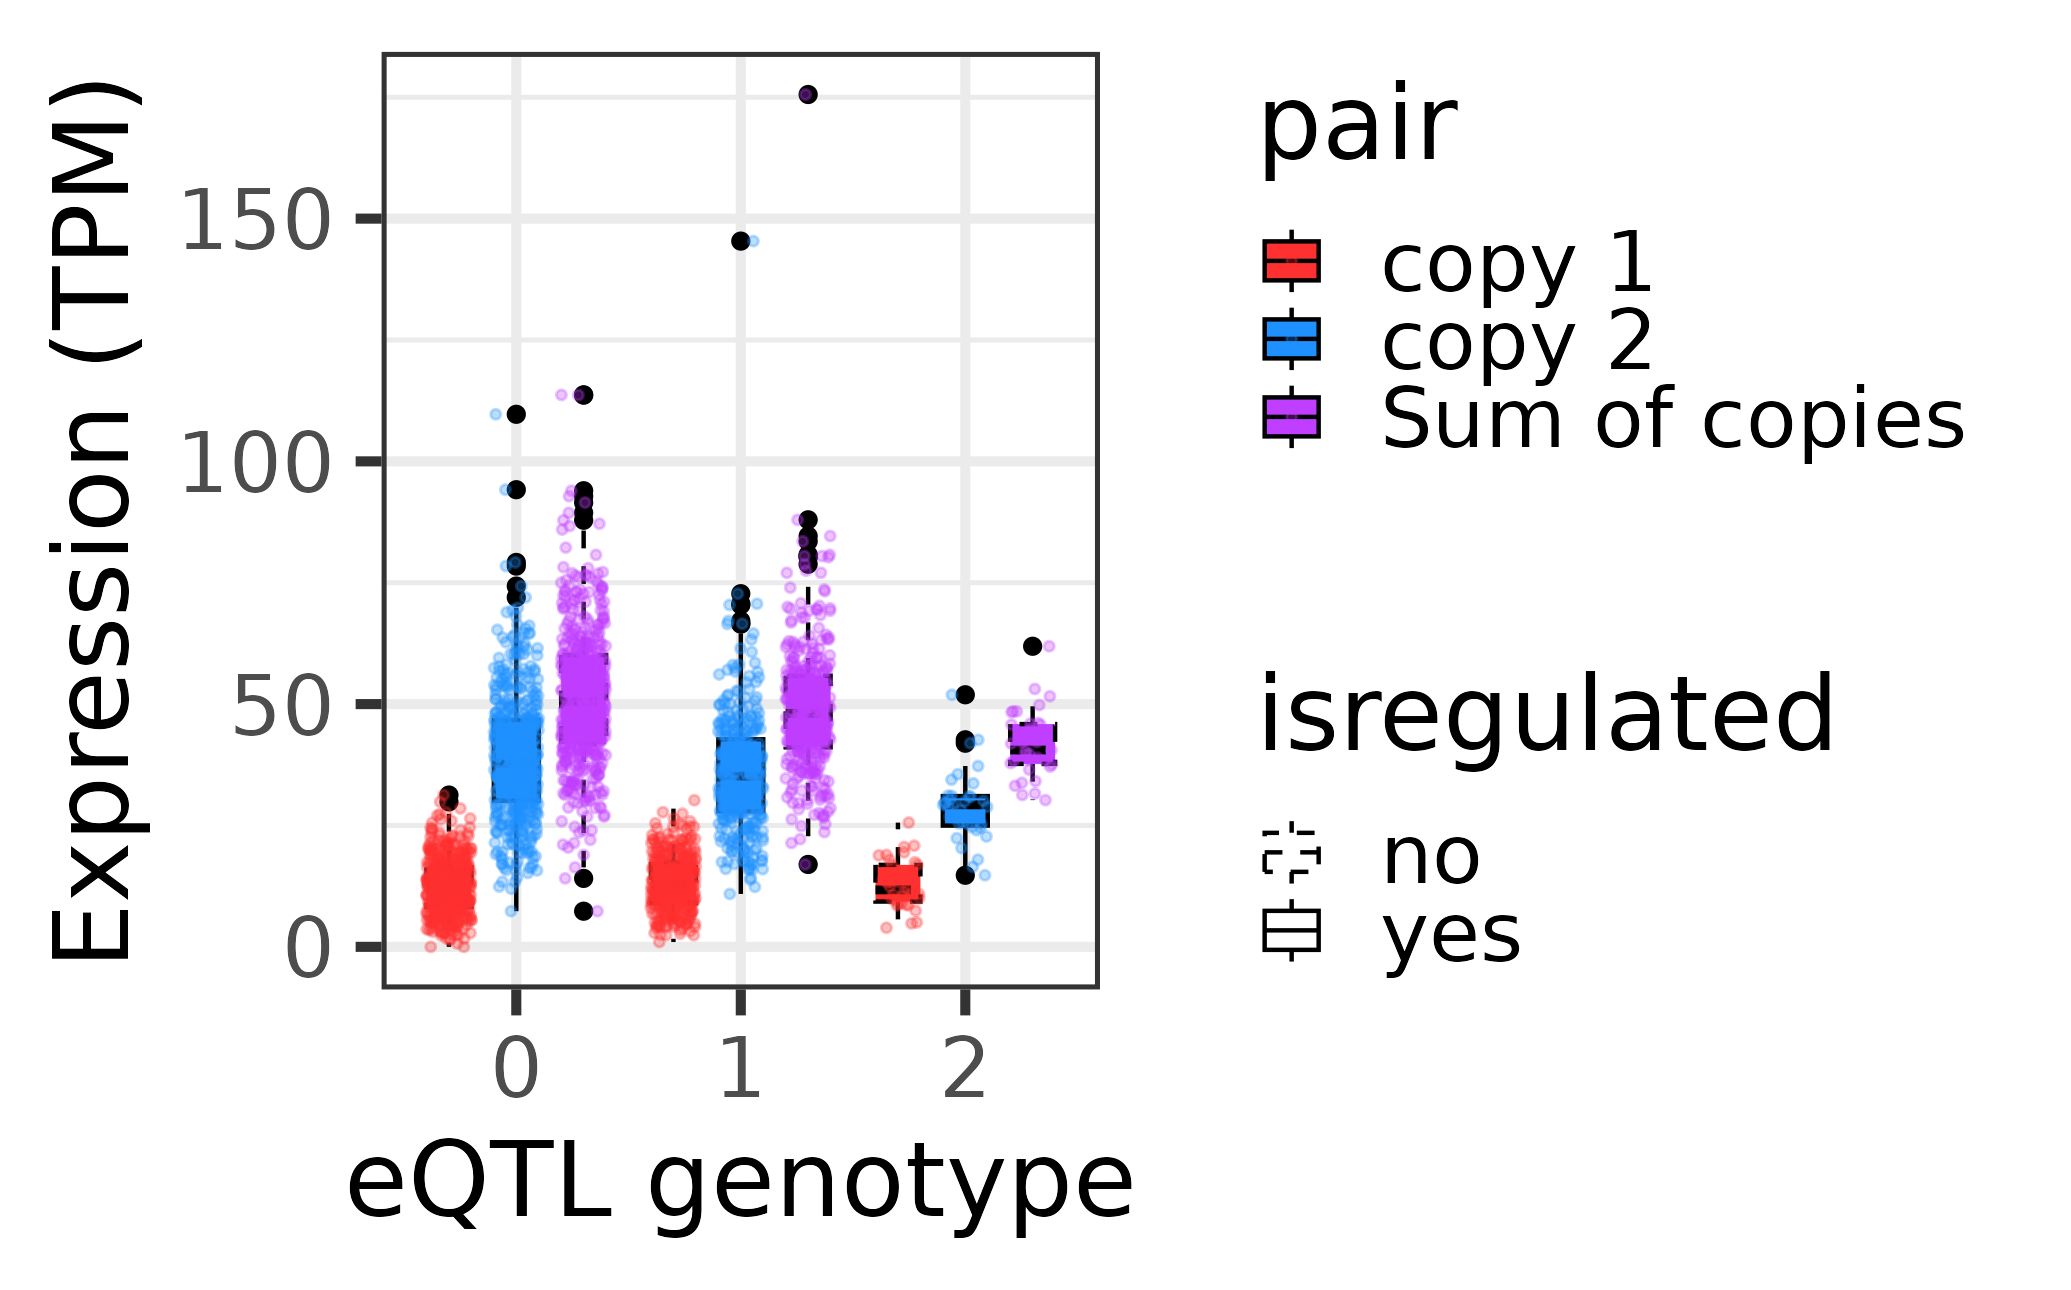 Expression (TPM)
150
100
50
0
0 1 2
eQTL genotype
pair
copy 1
copy 2
Sum of copies
isregulated
no
yes